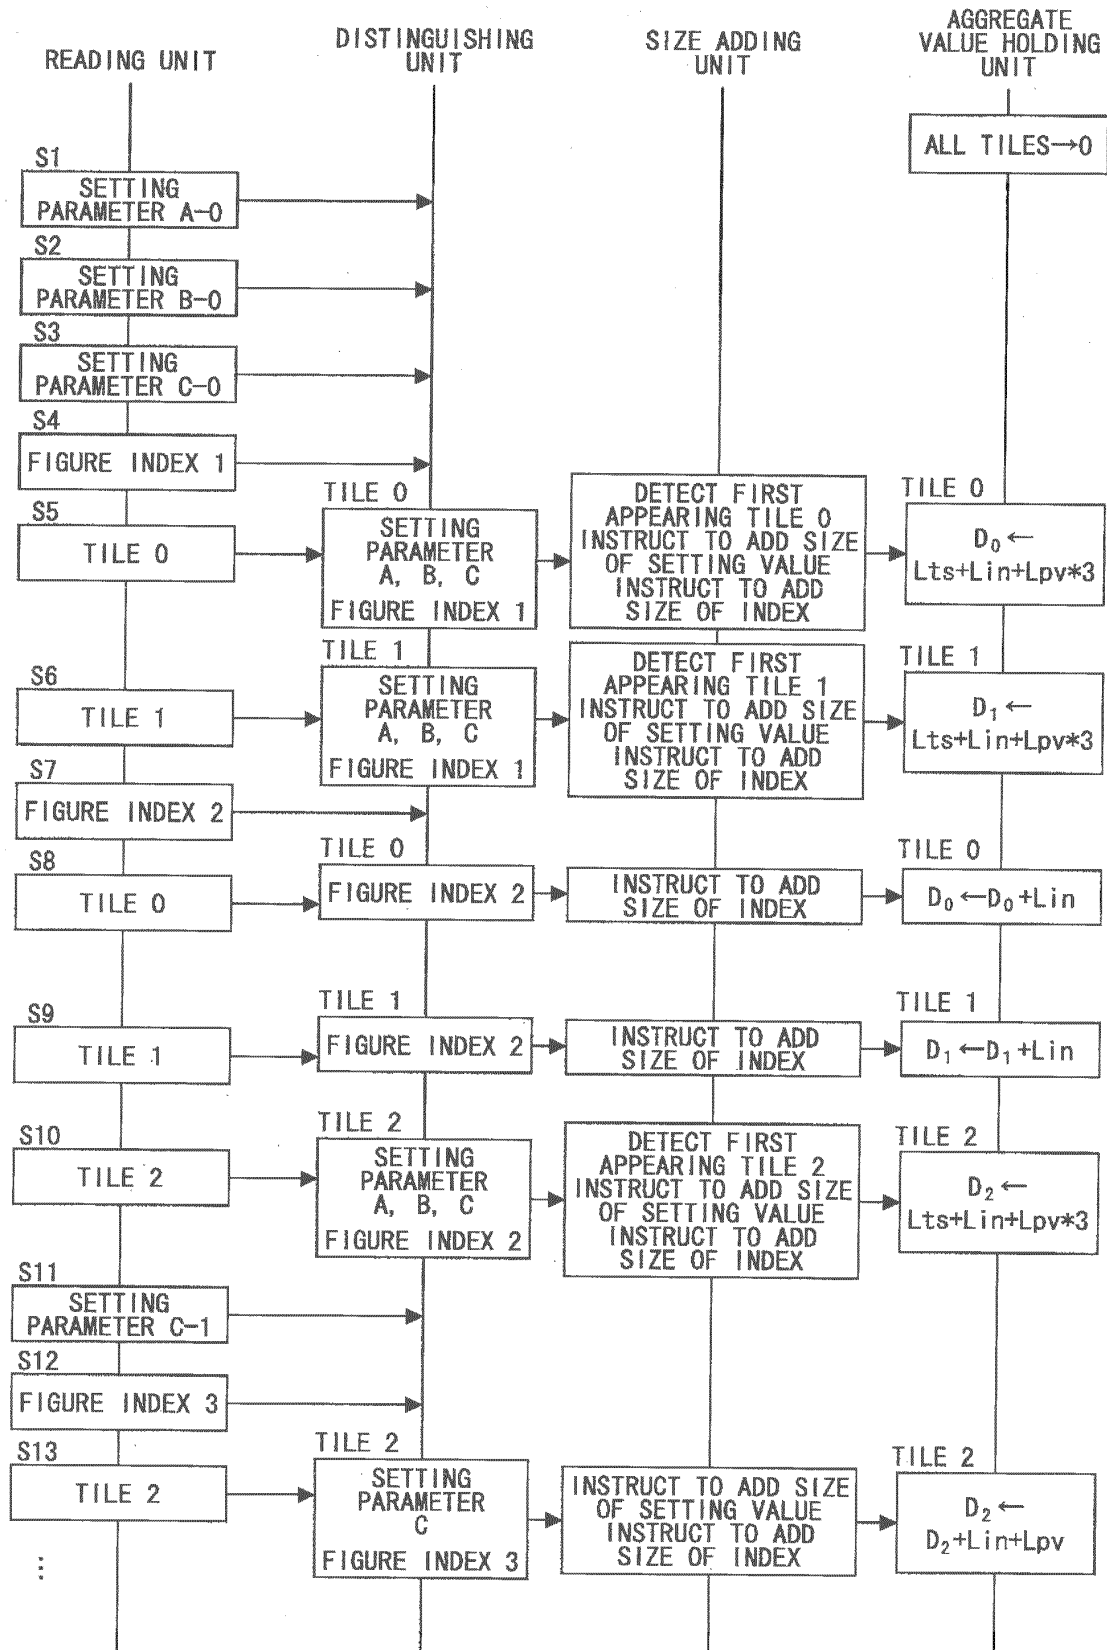 READING UNIT
DISTINGUISHING
UNIT
SIZE ADDING
UNIT
AGGREGATE
VALUE HOLDING
UNIT
ALL TILES→0
S1
SETTING
PARAMETER A-0
S2
SETTING
PARAMETER B-0
S3
SETTING
PARAMETER C-0
S4
FIGURE INDEX 1
S5
TILE 0
TILE 0
SETTING
PARAMETER
A, B, C
FIGURE INDEX 1
DETECT FIRST
APPEARING TILE 0
INSTRUCT TO ADD SIZE
OF SETTING VALUE
INSTRUCT TO ADD
SIZE OF INDEX
TILE 0
D₀ ←
Lts+Lin+Lpv*3
S6
TILE 1
TILE 1
SETTING
PARAMETER
A, B, C
FIGURE INDEX 1
DETECT FIRST
APPEARING TILE 1
INSTRUCT TO ADD SIZE
OF SETTING VALUE
INSTRUCT TO ADD
SIZE OF INDEX
TILE 1
D₁ ←
Lts+Lin+Lpv*3
S7
FIGURE INDEX 2
S8
TILE 0
TILE 0
FIGURE INDEX 2
INSTRUCT TO ADD
SIZE OF INDEX
TILE 0
D₀←D₀+Lin
S9
TILE 1
TILE 1
FIGURE INDEX 2
INSTRUCT TO ADD
SIZE OF INDEX
TILE 1
D₁←D₁+Lin
S10
TILE 2
TILE 2
SETTING
PARAMETER
A, B, C
FIGURE INDEX 2
DETECT FIRST
APPEARING TILE 2
INSTRUCT TO ADD SIZE
OF SETTING VALUE
INSTRUCT TO ADD
SIZE OF INDEX
TILE 2
D₂ ←
Lts+Lin+Lpv*3
S11
SETTING
PARAMETER C-1
S12
FIGURE INDEX 3
S13
TILE 2
TILE 2
SETTING
PARAMETER
C
FIGURE INDEX 3
INSTRUCT TO ADD SIZE
OF SETTING VALUE
INSTRUCT TO ADD
SIZE OF INDEX
TILE 2
D₂ ←
D₂+Lin+Lpv
⋮